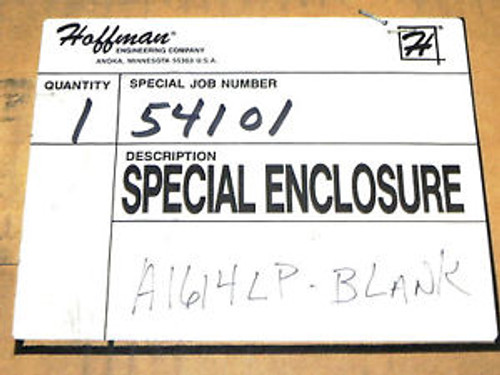 Hoffman®
ENGINEERING COMPANY
ANOKA, MINNESOTA 55303 U.S.A.
H®
QUANTITY
1
SPECIAL JOB NUMBER
54101
DESCRIPTION
SPECIAL ENCLOSURE
A1614LP - BLANK